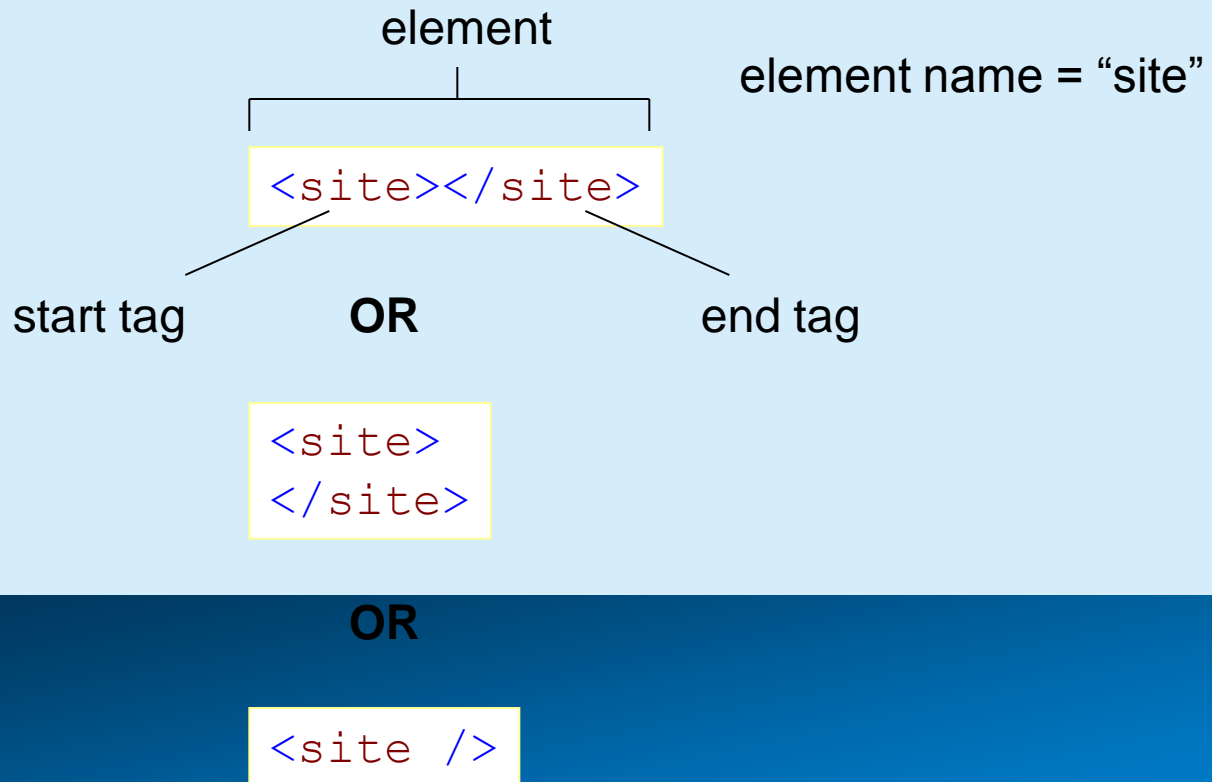 element
element name = “site”
<site></site>
start tag
OR
end tag
<site>
</site>
OR
<site />